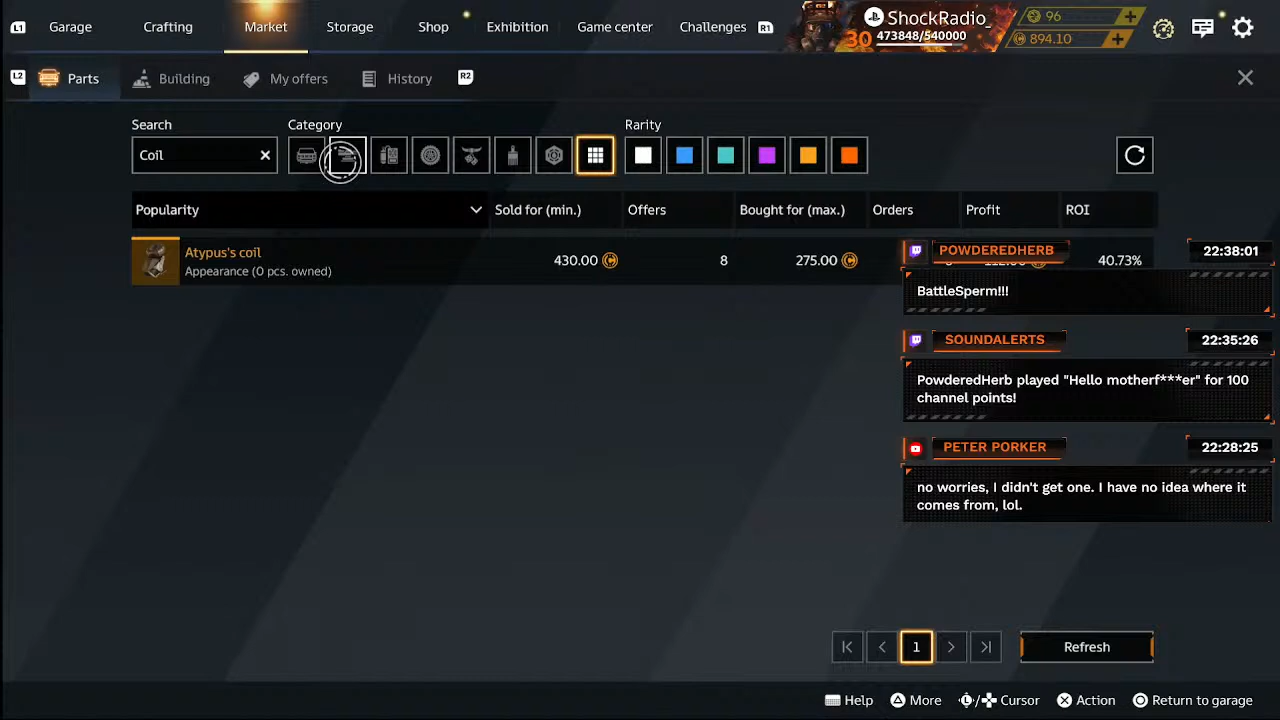 L1 Garage Crafting Market Storage Shop Exhibition Game center Challenges R1
ShockRadio_
30 473848/540000
96
894.10
L2 Parts Building My offers History R2
Search Category Rarity
Coil
Popularity Sold for (min.) Offers Bought for (max.) Orders Profit ROI
Atypus's coil
Appearance (0 pcs. owned)
430.00 8 275.00 40.73%
POWDEREDHERB 22:38:01
BattleSperm!!!
SOUNDALERTS 22:35:26
PowderedHerb played "Hello motherf***er" for 100
channel points!
PETER PORKER 22:28:25
no worries, I didn't get one. I have no idea where it
comes from, lol.
1 Refresh
Help More L/ Cursor Action Return to garage